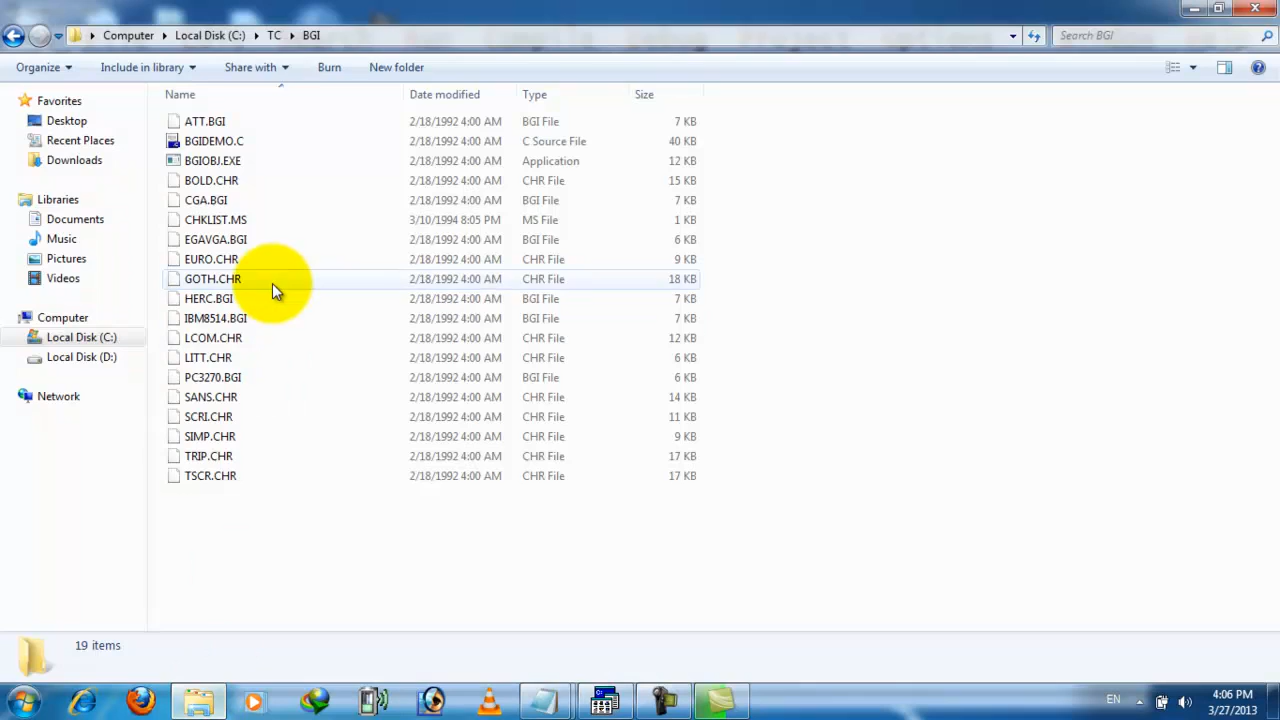 Computer Local Disk (C:) TC BGI Search BGI
Organize Include in library Share with Burn New folder
Favorites
Desktop
Recent Places
Downloads
Libraries
Documents
Music
Pictures
Videos
Computer
Local Disk (C:)
Local Disk (D:)
Network
Name Date modified Type Size
ATT.BGI 2/18/1992 4:00 AM BGI File 7 KB
BGIDEMO.C 2/18/1992 4:00 AM C Source File 40 KB
BGIOBJ.EXE 2/18/1992 4:00 AM Application 12 KB
BOLD.CHR 2/18/1992 4:00 AM CHR File 15 KB
CGA.BGI 2/18/1992 4:00 AM BGI File 7 KB
CHKLIST.MS 3/10/1994 8:05 PM MS File 1 KB
EGAVGA.BGI 2/18/1992 4:00 AM BGI File 6 KB
EURO.CHR 2/18/1992 4:00 AM CHR File 9 KB
GOTH.CHR 2/18/1992 4:00 AM CHR File 18 KB
HERC.BGI 2/18/1992 4:00 AM BGI File 7 KB
IBM8514.BGI 2/18/1992 4:00 AM BGI File 7 KB
LCOM.CHR 2/18/1992 4:00 AM CHR File 12 KB
LITT.CHR 2/18/1992 4:00 AM CHR File 6 KB
PC3270.BGI 2/18/1992 4:00 AM BGI File 6 KB
SANS.CHR 2/18/1992 4:00 AM CHR File 14 KB
SCRI.CHR 2/18/1992 4:00 AM CHR File 11 KB
SIMP.CHR 2/18/1992 4:00 AM CHR File 9 KB
TRIP.CHR 2/18/1992 4:00 AM CHR File 17 KB
TSCR.CHR 2/18/1992 4:00 AM CHR File 17 KB
19 items
EN 4:06 PM
3/27/2013